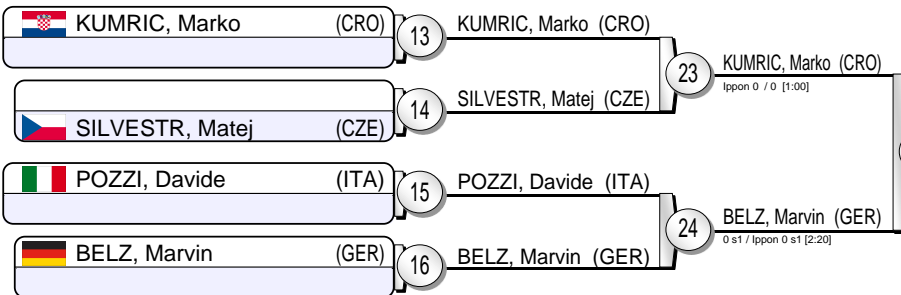 KUMRIC, Marko (CRO)
13
KUMRIC, Marko (CRO)
23
KUMRIC, Marko (CRO)
Ippon 0 / 0 [1:00]
SILVESTR, Matej (CZE)
14
SILVESTR, Matej (CZE)
POZZI, Davide (ITA)
15
POZZI, Davide (ITA)
24
BELZ, Marvin (GER)
0 s1 / Ippon 0 s1 [2:20]
BELZ, Marvin (GER)
16
BELZ, Marvin (GER)